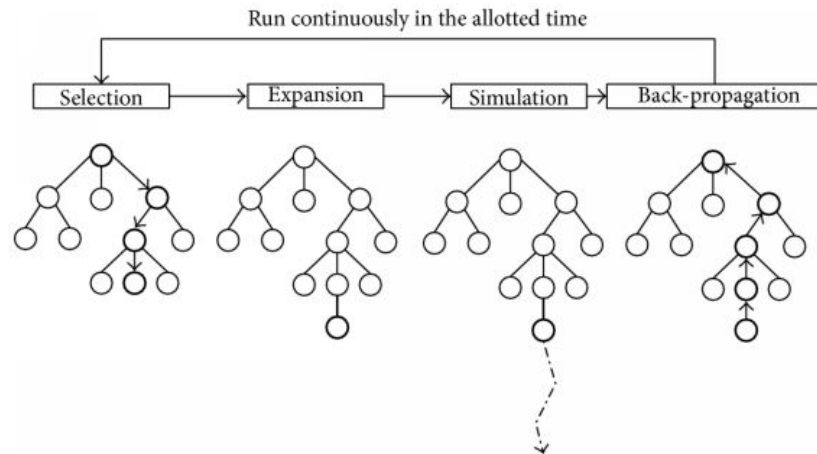 Run continuously in the allotted time
Selection
Expansion
Simulation
Back-propagation